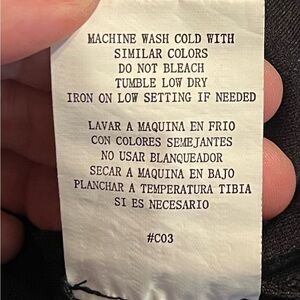 MACHINE WASH COLD WITH
SIMILAR COLORS
DO NOT BLEACH
TUMBLE LOW DRY
IRON ON LOW SETTING IF NEEDED
LAVAR A MAQUINA EN FRIO
CON COLORES SEMEJANTES
NO USAR BLANQUEADOR
SECAR A MAQUINA EN BAJO
PLANCHAR A TEMPERATURA TIBIA
SI ES NECESARIO
#C03